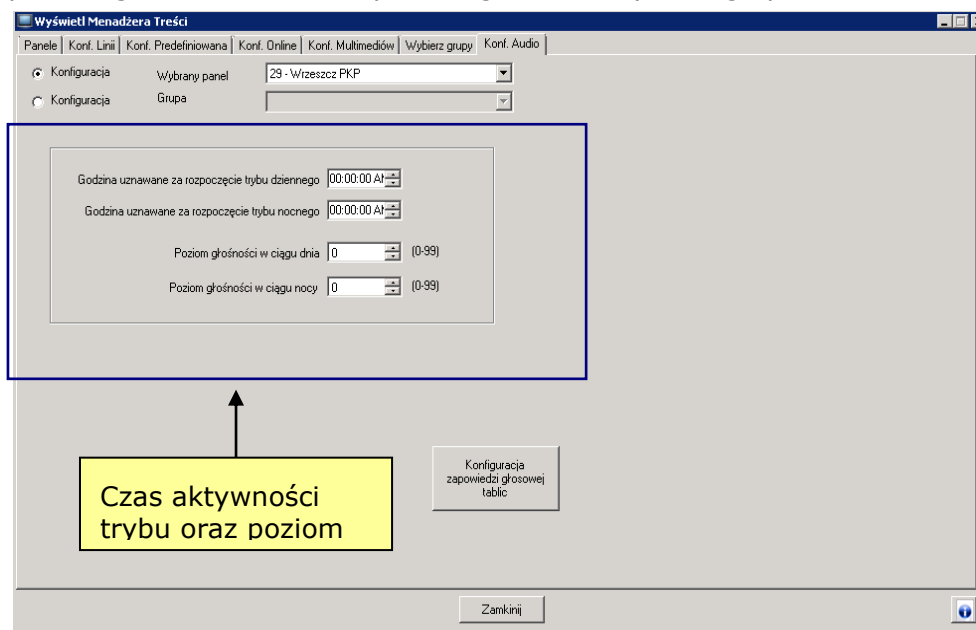 Wyświetl Menadżera Treści
Panele Konf. Linii Konf. Predefiniowana Konf. Online Konf. Multimediów Wybierz grupy Konf. Audio
Konfiguracja Wybrany panel 29 - Wrzeszcz PKP
Konfiguracja Grupa
Godzina uznawane za rozpoczęcie trybu dziennego 00:00:00
Godzina uznawane za rozpoczęcie trybu nocnego 00:00:00
Poziom głośności w ciągu dnia 0 (0-99)
Poziom głośności w ciągu nocy 0 (0-99)
Konfiguracja
zapowiedzi głosowej
tablic
Czas aktywności
trybu oraz poziom
Zamkinij